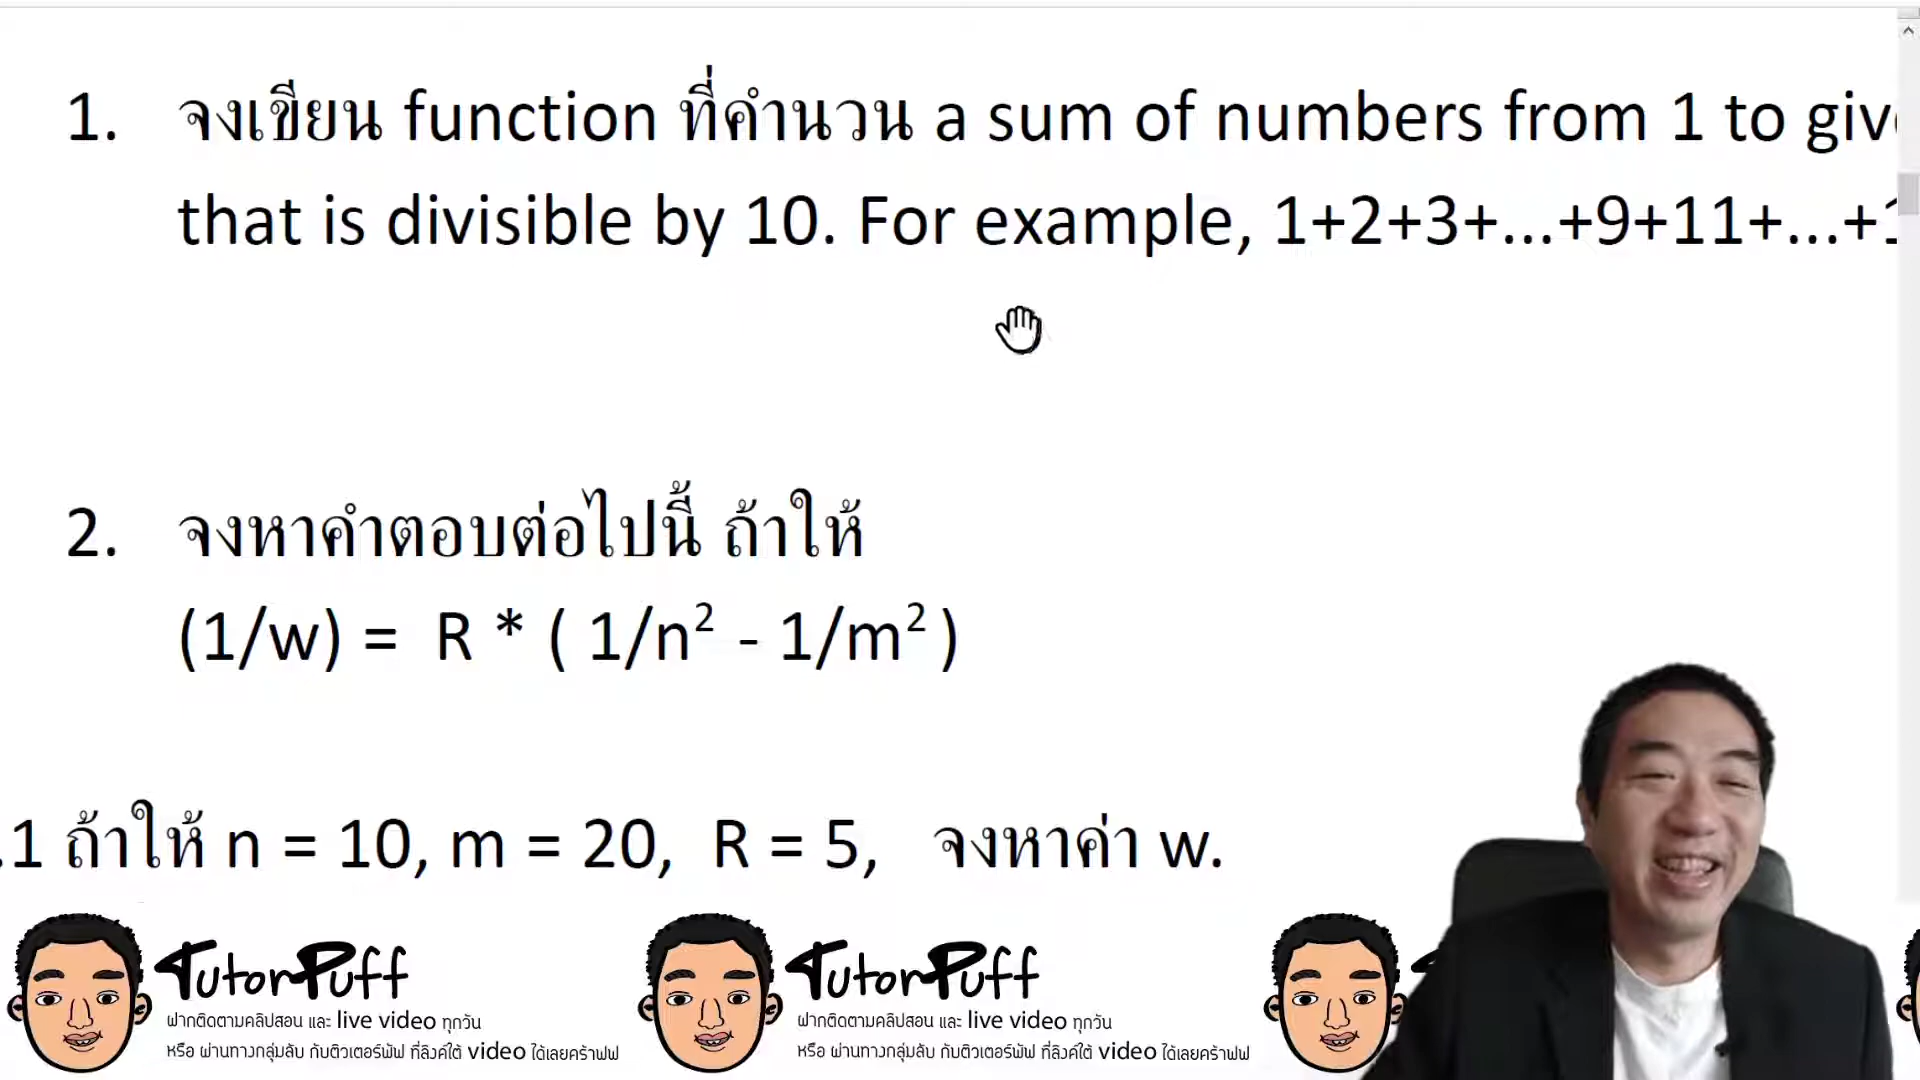 1. จงเขียน function ที่คำนวน a sum of numbers from 1 to
that is divisible by 10. For example, 1+2+3+...+9+11+...+
2. จงหาคำตอบต่อไปนี้ ถ้าให้
(1/w) = R * ( 1/n² - 1/m² )
.1 ถ้าให้ n = 10, m = 20, R = 5, จงหาค่า w.
TutorPuff TutorPuff
ฝากติดตามคลิปสอน และ live video ทุกวัน ฝากติดตามคลิปสอน และ live video ทุกวัน
หรือ ผ่านทางกลุ่มลับ กับติวเตอร์พัฟ ที่ลิงค์ใต้ video ได้เลยคร้าฟฟ หรือ ผ่านทางกลุ่มลับ กับติวเตอร์พัฟ ที่ลิงค์ใต้ video ได้เลยคร้าฟฟ